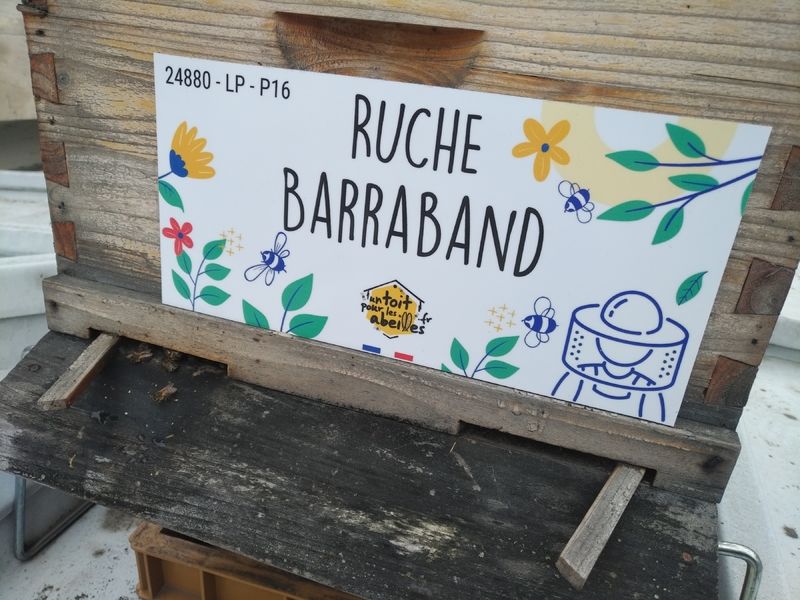 24880 - LP - P16
RUCHE
BARRABAND
un toit
pour les
abeilles.fr